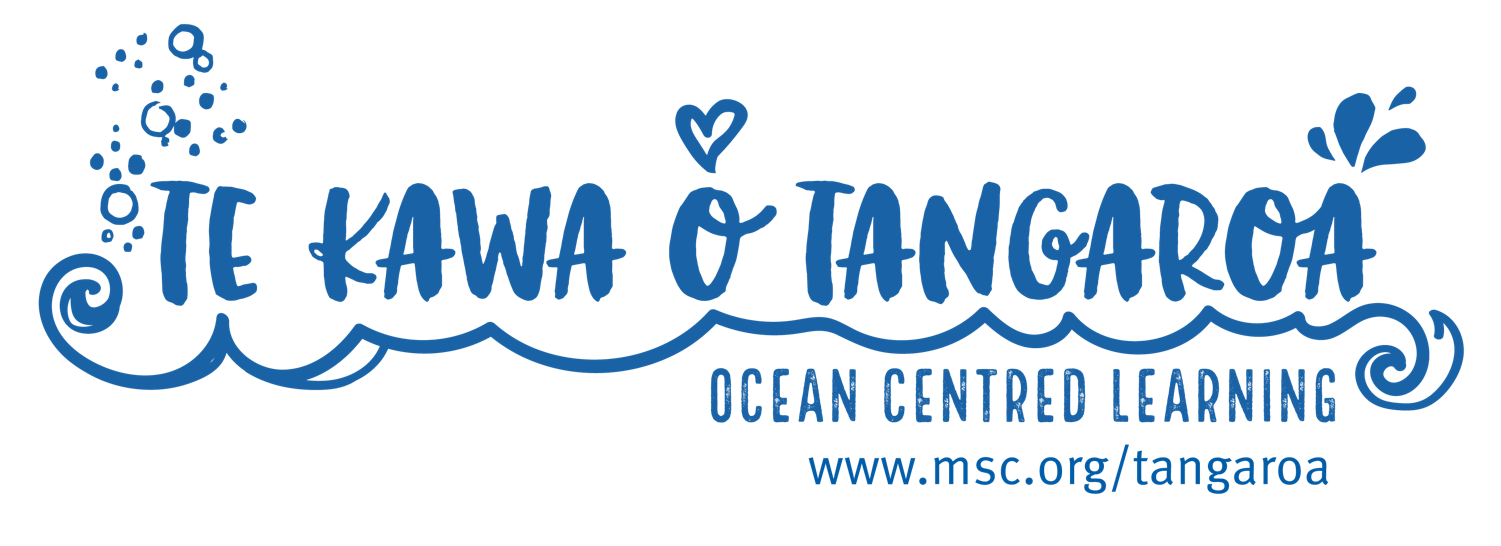 TE KAWA O TANGAROA
OCEAN CENTRED LEARNING
www.msc.org/tangaroa